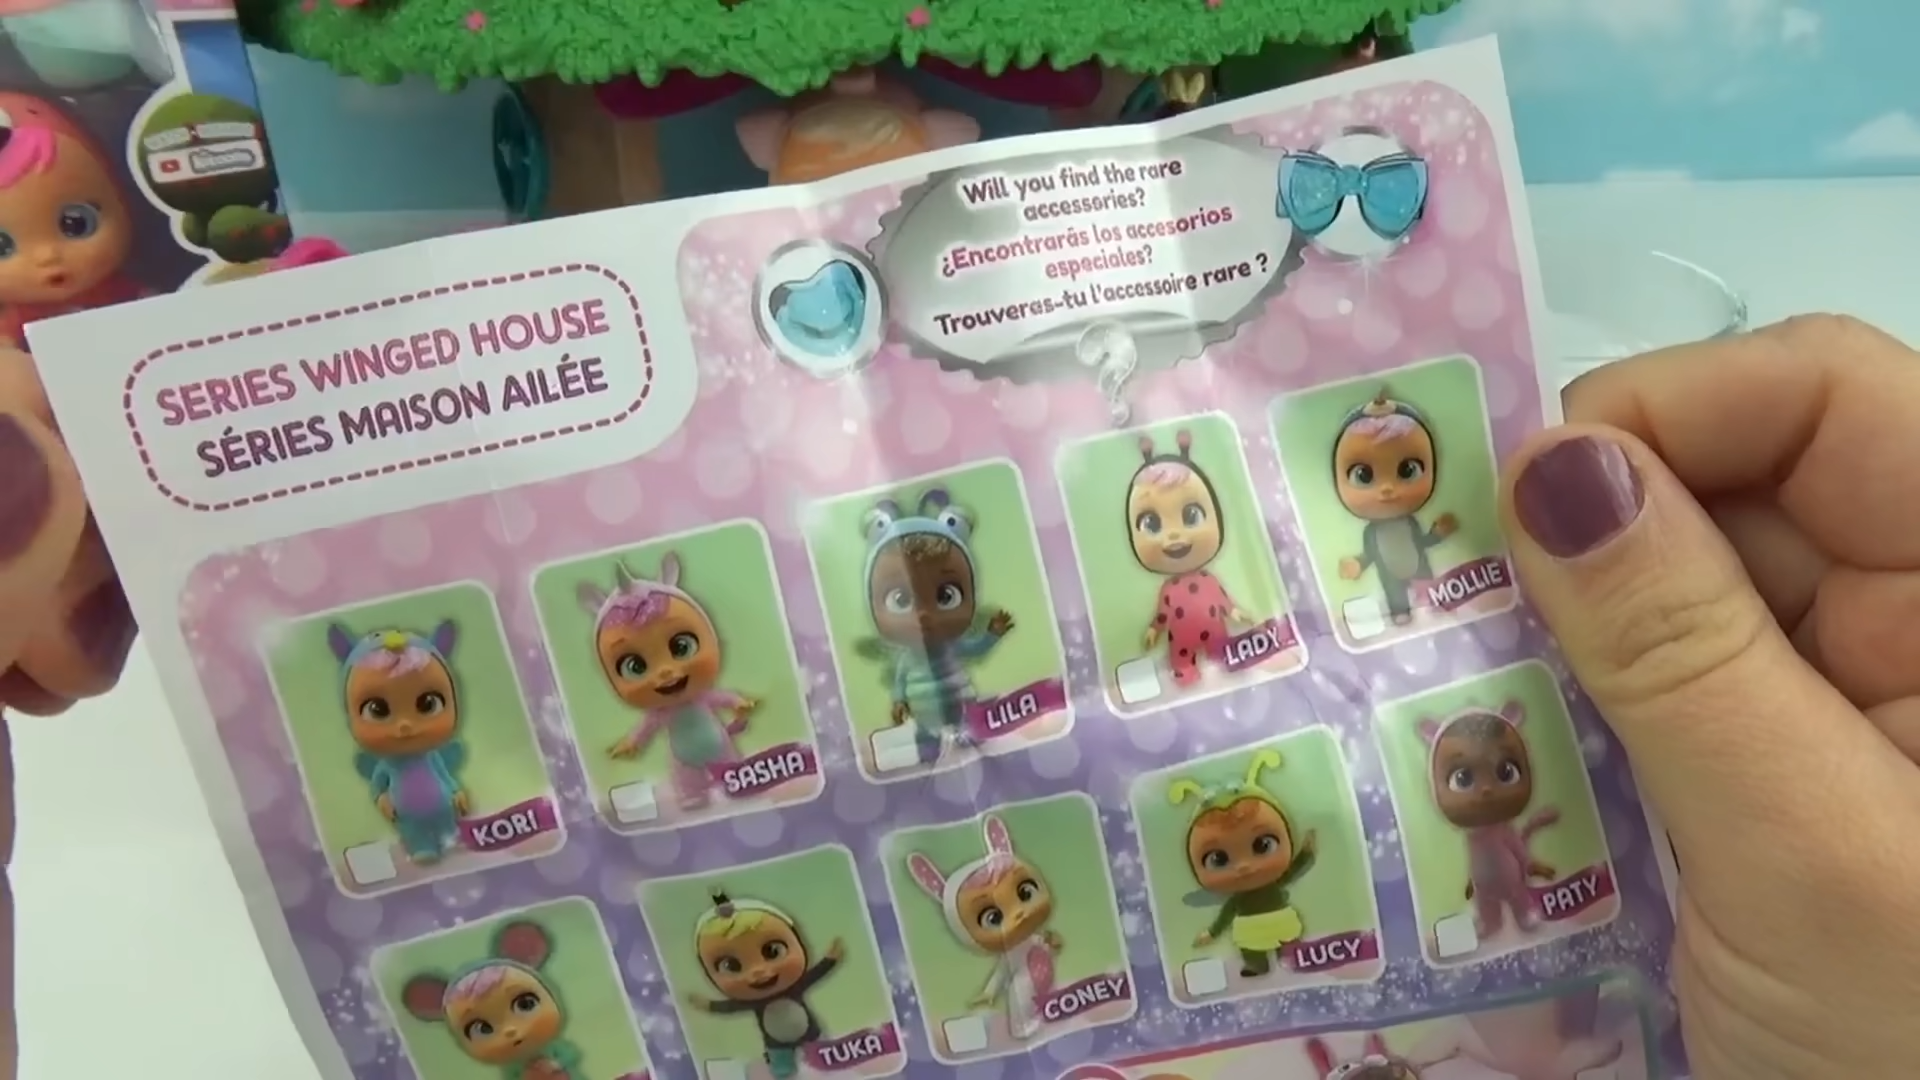 Will you find the rare
accessories?
¿Encontrarás los accesorios
especiales?
Trouveras-tu l'accessoire rare ?
SERIES WINGED HOUSE
SÉRIES MAISON AILÉE
KORI
SASHA
LILA
LADY
MOLLIE
TUKA
CONEY
LUCY
PATY